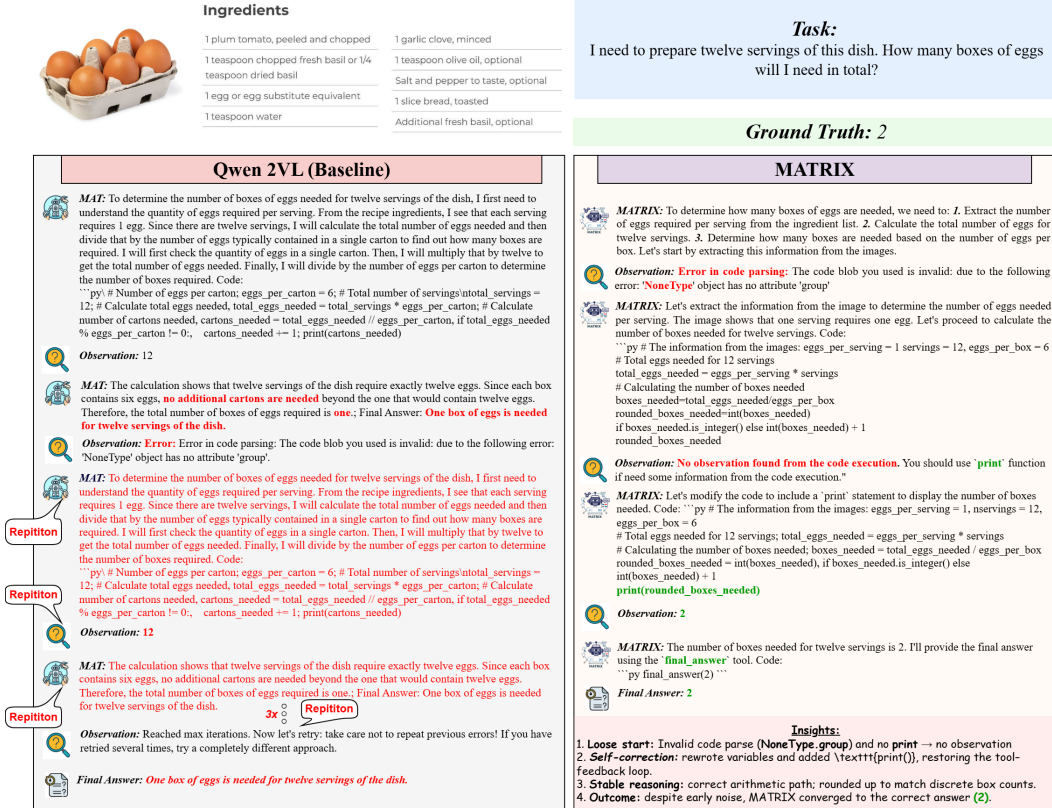 Ingredients
1 plum tomato, peeled and chopped
1 teaspoon chopped fresh basil or 1/4
teaspoon dried basil
1 egg or egg substitute equivalent
1 teaspoon water
1 garlic clove, minced
1 teaspoon olive oil, optional
Salt and pepper to taste, optional
1 slice bread, toasted
Additional fresh basil, optional
Task:
I need to prepare twelve servings of this dish. How many boxes of eggs
will I need in total?
Ground Truth: 2
Qwen 2VL (Baseline)
MAT: To determine the number of boxes of eggs needed for twelve servings of the dish, I first need to
understand the quantity of eggs required per serving. From the recipe ingredients, I see that each serving
requires 1 egg. Since there are twelve servings, I will calculate the total number of eggs needed and then
divide that by the number of eggs typically contained in a single carton to find out how many boxes are
required. I will first check the quantity of eggs in a single carton. Then, I will multiply that by twelve to
get the total number of eggs needed. Finally, I will divide by the number of eggs per carton to determine
the number of boxes required. Code:
```py\ # Number of eggs per carton; eggs_per_carton = 6; # Total number of servings\ntotal_servings =
12; # Calculate total eggs needed, total_eggs_needed = total_servings * eggs_per_carton; # Calculate
number of cartons needed, cartons_needed = total_eggs_needed // eggs_per_carton, if total_eggs_needed
% eggs_per_carton != 0:, cartons_needed += 1; print(cartons_needed)
Observation: 12
MAT: The calculation shows that twelve servings of the dish require exactly twelve eggs. Since each box
contains six eggs, no additional cartons are needed beyond the one that would contain twelve eggs.
Therefore, the total number of boxes of eggs required is one.; Final Answer: One box of eggs is needed
for twelve servings of the dish.
Observation: Error: Error in code parsing: The code blob you used is invalid: due to the following error:
'NoneType' object has no attribute 'group'.
MAT: To determine the number of boxes of eggs needed for twelve servings of the dish, I first need to
understand the quantity of eggs required per serving. From the recipe ingredients, I see that each serving
requires 1 egg. Since there are twelve servings, I will calculate the total number of eggs needed and then
divide that by the number of eggs typically contained in a single carton to find out how many boxes are
required. I will first check the quantity of eggs in a single carton. Then, I will multiply that by twelve to
get the total number of eggs needed. Finally, I will divide by the number of eggs per carton to determine
the number of boxes required. Code:
```py\ # Number of eggs per carton; eggs_per_carton = 6; # Total number of servings\ntotal_servings =
12; # Calculate total eggs needed, total_eggs_needed = total_servings * eggs_per_carton; # Calculate
number of cartons needed, cartons_needed = total_eggs_needed // eggs_per_carton, if total_eggs_needed
% eggs_per_carton != 0:, cartons_needed += 1; print(cartons_needed)
Repititon
Repititon
Observation: 12
MAT: The calculation shows that twelve servings of the dish require exactly twelve eggs. Since each box
contains six eggs, no additional cartons are needed beyond the one that would contain twelve eggs.
Therefore, the total number of boxes of eggs required is one.; Final Answer: One box of eggs is needed
for twelve servings of the dish.
Repititon
3x
Repititon
Observation: Reached max iterations. Now let's retry: take care not to repeat previous errors! If you have
retried several times, try a completely different approach.
Final Answer: One box of eggs is needed for twelve servings of the dish.
MATRIX
MATRIX: To determine how many boxes of eggs are needed, we need to: 1. Extract the number
of eggs required per serving from the ingredient list. 2. Calculate the total number of eggs for
twelve servings. 3. Determine how many boxes are needed based on the number of eggs per
box. Let's start by extracting this information from the images.
Observation: Error in code parsing: The code blob you used is invalid: due to the following
error: 'NoneType' object has no attribute 'group'
MATRIX: Let's extract the information from the image to determine the number of eggs needed
per serving. The image shows that one serving requires one egg. Let's proceed to calculate the
number of boxes needed for twelve servings. Code:
```py # The information from the images: eggs_per_serving = 1 servings = 12, eggs_per_box = 6
# Total eggs needed for 12 servings
total_eggs_needed = eggs_per_serving * servings
# Calculating the number of boxes needed
boxes_needed=total_eggs_needed/eggs_per_box
rounded_boxes_needed=int(boxes_needed)
if boxes_needed.is_integer() else int(boxes_needed) + 1
rounded_boxes_needed
Observation: No observation found from the code execution. You should use `print` function
if need some information from the code execution."
MATRIX: Let's modify the code to include a `print` statement to display the number of boxes
needed. Code: ```py # The information from the images: eggs_per_serving = 1, nservings = 12,
eggs_per_box = 6
# Total eggs needed for 12 servings; total_eggs_needed = eggs_per_serving * servings
# Calculating the number of boxes needed; boxes_needed = total_eggs_needed / eggs_per_box
rounded_boxes_needed = int(boxes_needed), if boxes_needed.is_integer() else
int(boxes_needed) + 1
print(rounded_boxes_needed)
Observation: 2
MATRIX: The number of boxes needed for twelve servings is 2. I'll provide the final answer
using the `final_answer` tool. Code:
```py final_answer(2) ```
Final Answer: 2
Insights:
1. Loose start: Invalid code parse (NoneType.group) and no print → no observation
2. Self-correction: rewrote variables and added \texttt{print()}, restoring the tool-
feedback loop.
3. Stable reasoning: correct arithmetic path; rounded up to match discrete box counts.
4. Outcome: despite early noise, MATRIX converged to the correct answer (2).